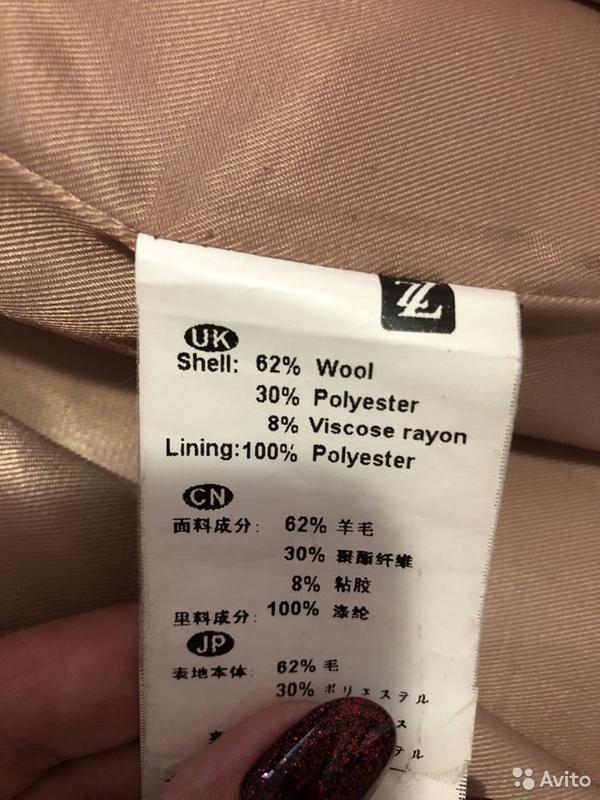 UK
Shell: 62% Wool
30% Polyester
8% Viscose rayon
Lining:100% Polyester
CN
面料成分: 62% 羊毛
30% 聚酯纤维
8% 粘胶
里料成分: 100% 涤纶
JP
表地本体: 62% 毛
30% ポリエステル
Avito